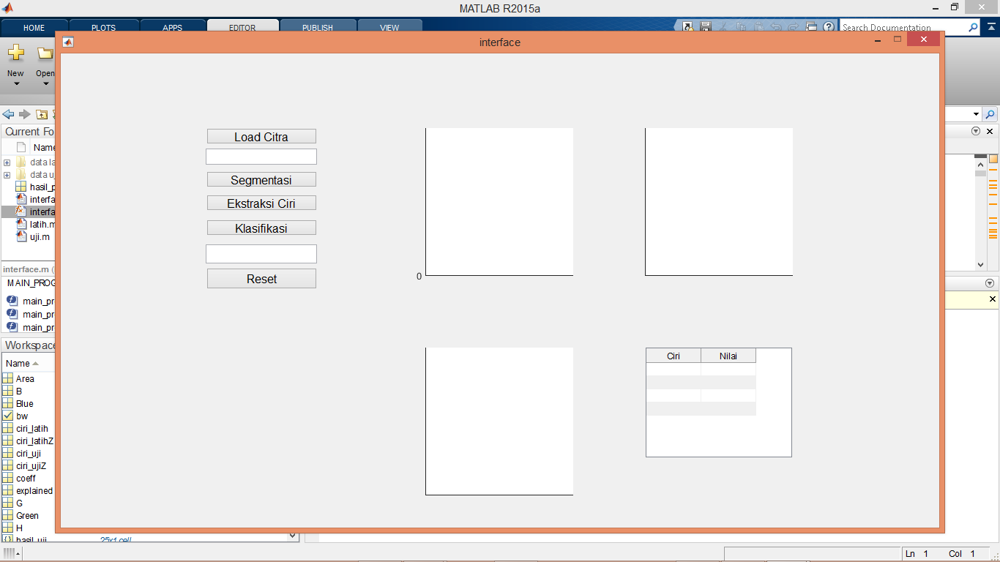 MATLAB R2015a
HOME PLOTS APPS EDITOR PUBLISH VIEW
Search Documentation
interface
New Open
Current Fo
Name
data la
data uj
hasil_p
interfa
interfa
latih.m
uji.m
interface.m (
MAIN_PROG
main_pr
main_pr
main_pr
Workspace
Name
Area
B
Blue
bw
ciri_latih
ciri_latihZ
ciri_uji
ciri_ujiZ
coeff
explained
G
Green
H
hasil_uji 25x1 cell
Load Citra
Segmentasi
Ekstraksi Ciri
Klasifikasi
Reset
0
Ciri Nilai
Ln 1 Col 1